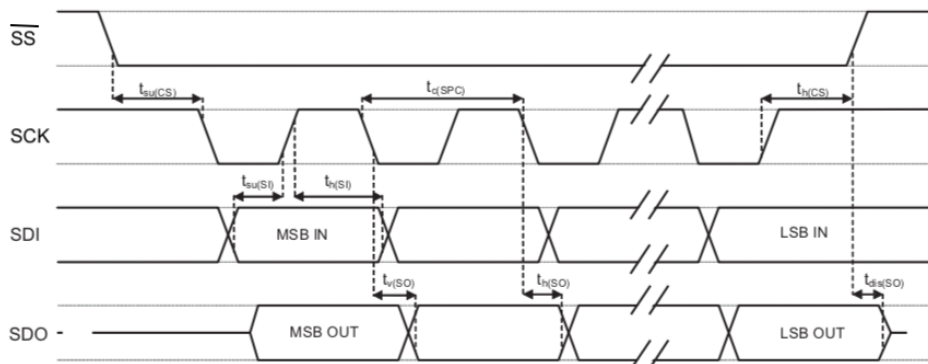 SS
t_su(CS)
t_c(SPC)
t_h(CS)
SCK
t_su(SI)
t_h(SI)
SDI
MSB IN
LSB IN
t_v(SO)
t_h(SO)
t_dis(SO)
SDO
MSB OUT
LSB OUT